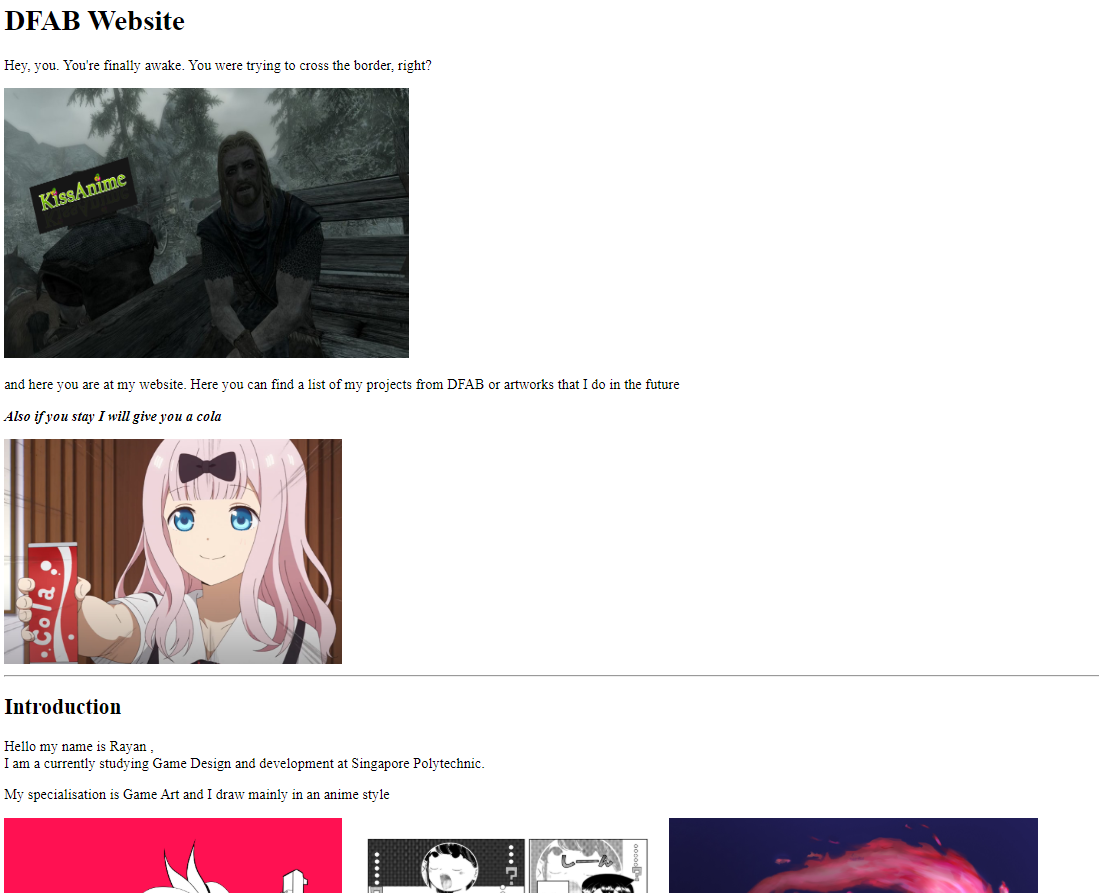 DFAB Website
Hey, you. You're finally awake. You were trying to cross the border, right?
KissAnime
and here you are at my website. Here you can find a list of my projects from DFAB or artworks that I do in the future
Also if you stay I will give you a cola
Cola
Introduction
Hello my name is Rayan ,
I am a currently studying Game Design and development at Singapore Polytechnic.
My specialisation is Game Art and I draw mainly in an anime style
しーん
?